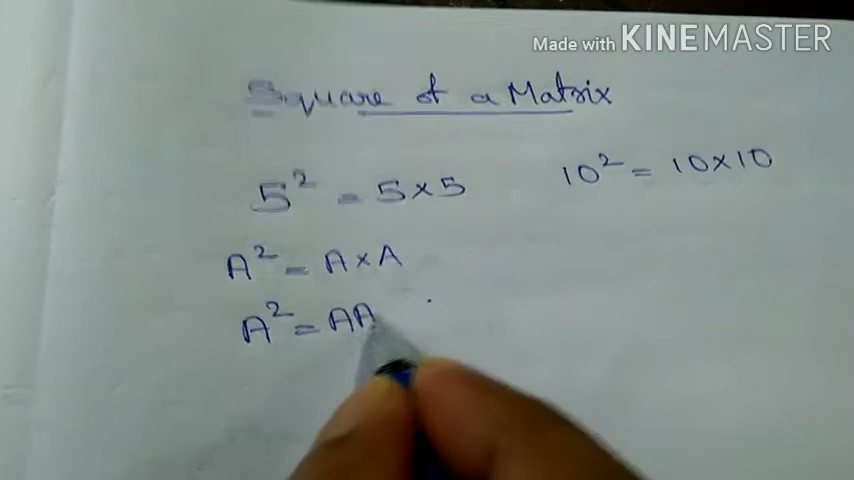 Made with KINEMASTER
Square of a Matrix
5² = 5×5
10² = 10×10
A² = A×A
A² = AA